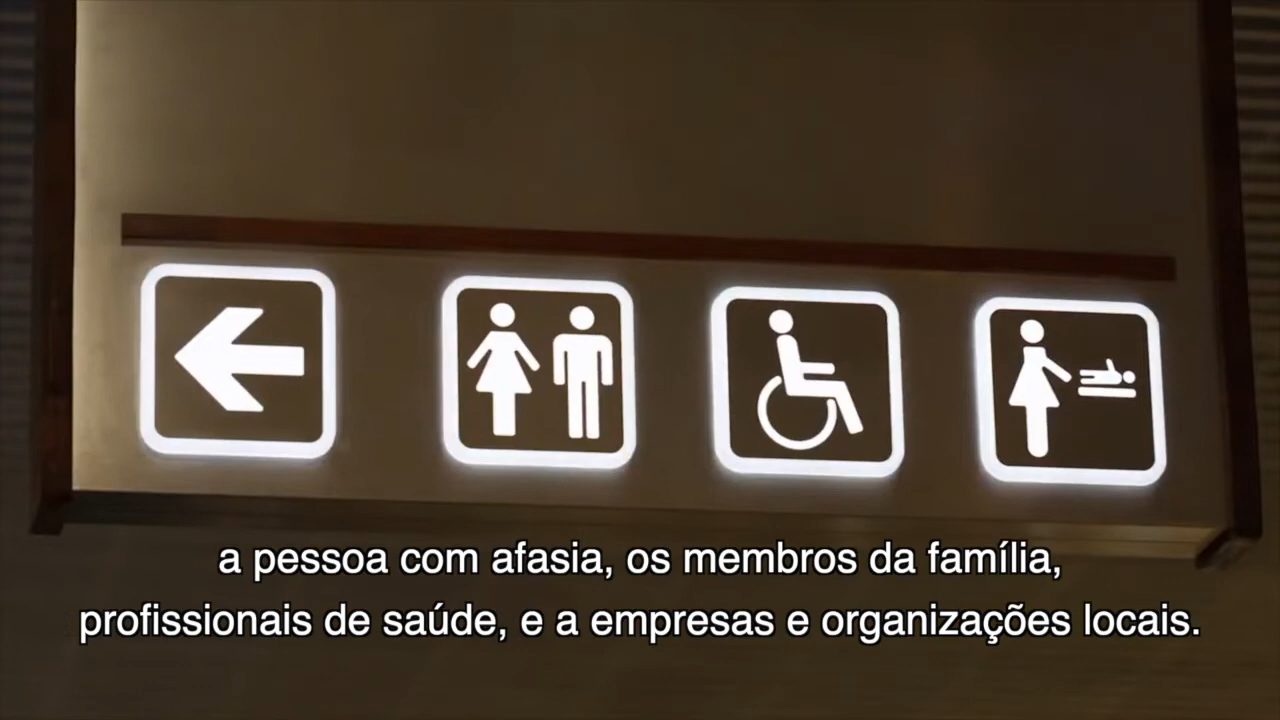 a pessoa com afasia, os membros da família,
profissionais de saúde, e a empresas e organizações locais.